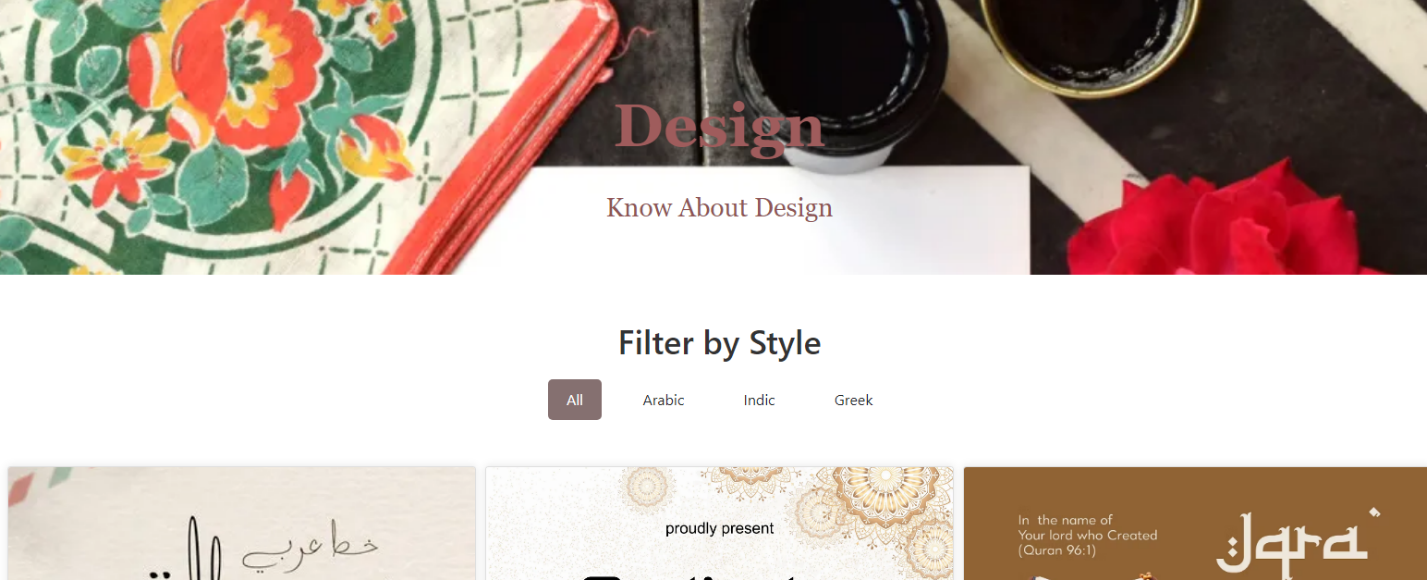 Design
Know About Design
Filter by Style
All
Arabic
Indic
Greek
خط عربي
proudly present
In the name of
Your lord who Created
(Quran 96:1)
Iqra